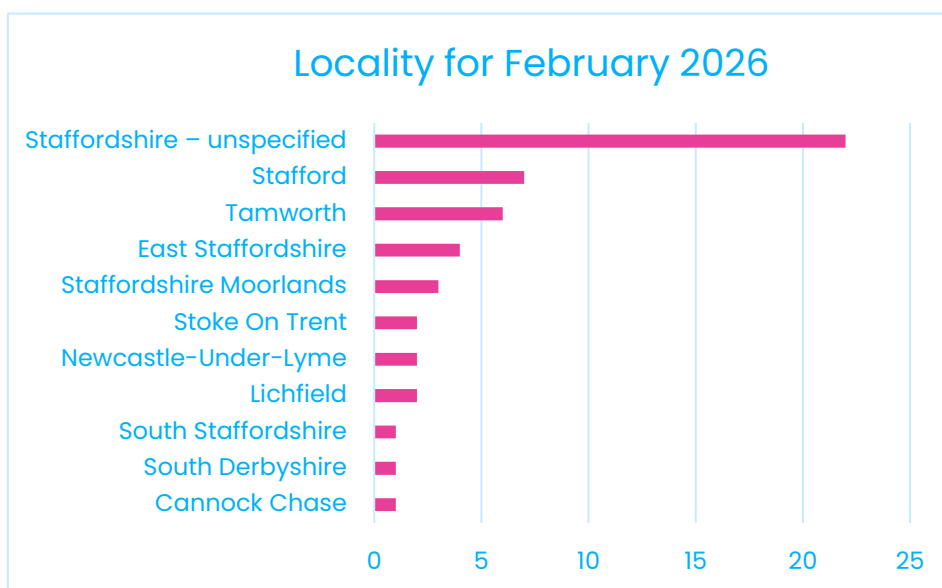 Locality for February 2026
Staffordshire – unspecified
Stafford
Tamworth
East Staffordshire
Staffordshire Moorlands
Stoke On Trent
Newcastle-Under-Lyme
Lichfield
South Staffordshire
South Derbyshire
Cannock Chase
0 5 10 15 20 25